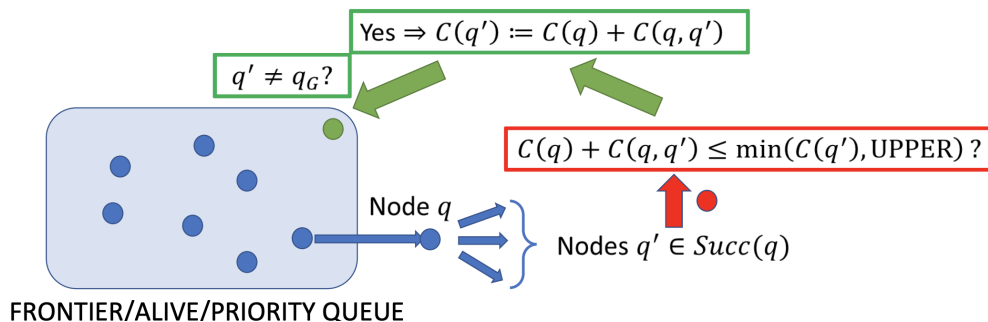 Yes ⇒ C(q′) ≔ C(q) + C(q, q′)
q′ ≠ q_G?
C(q) + C(q, q′) ≤ min(C(q′), UPPER) ?
Node q
Nodes q′ ∈ Succ(q)
FRONTIER/ALIVE/PRIORITY QUEUE